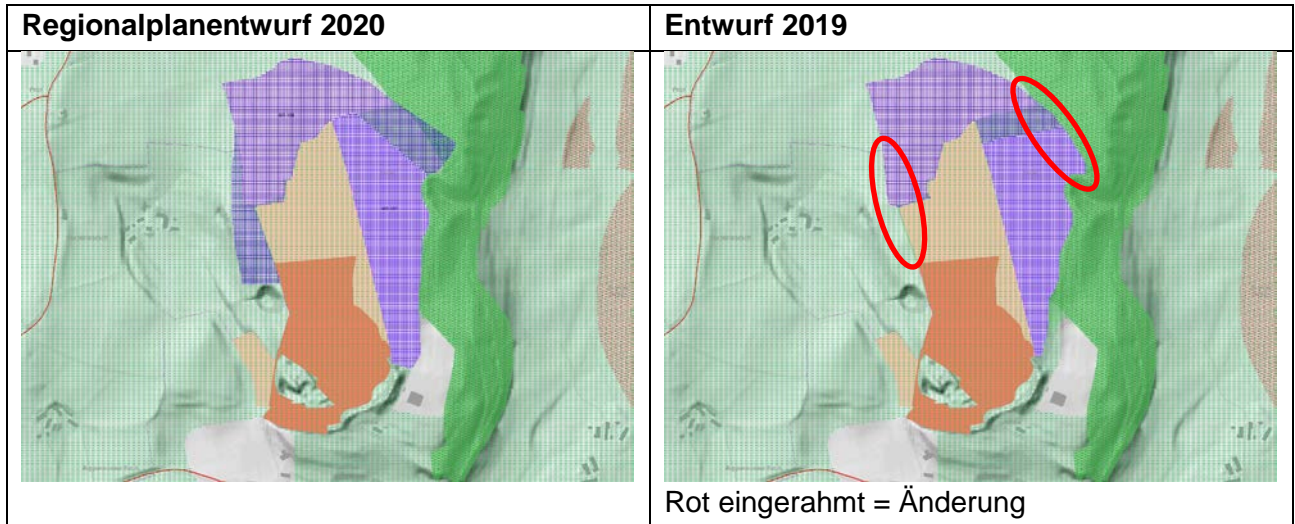 Regionalplanentwurf 2020
Entwurf 2019
Rot eingerahmt = Änderung